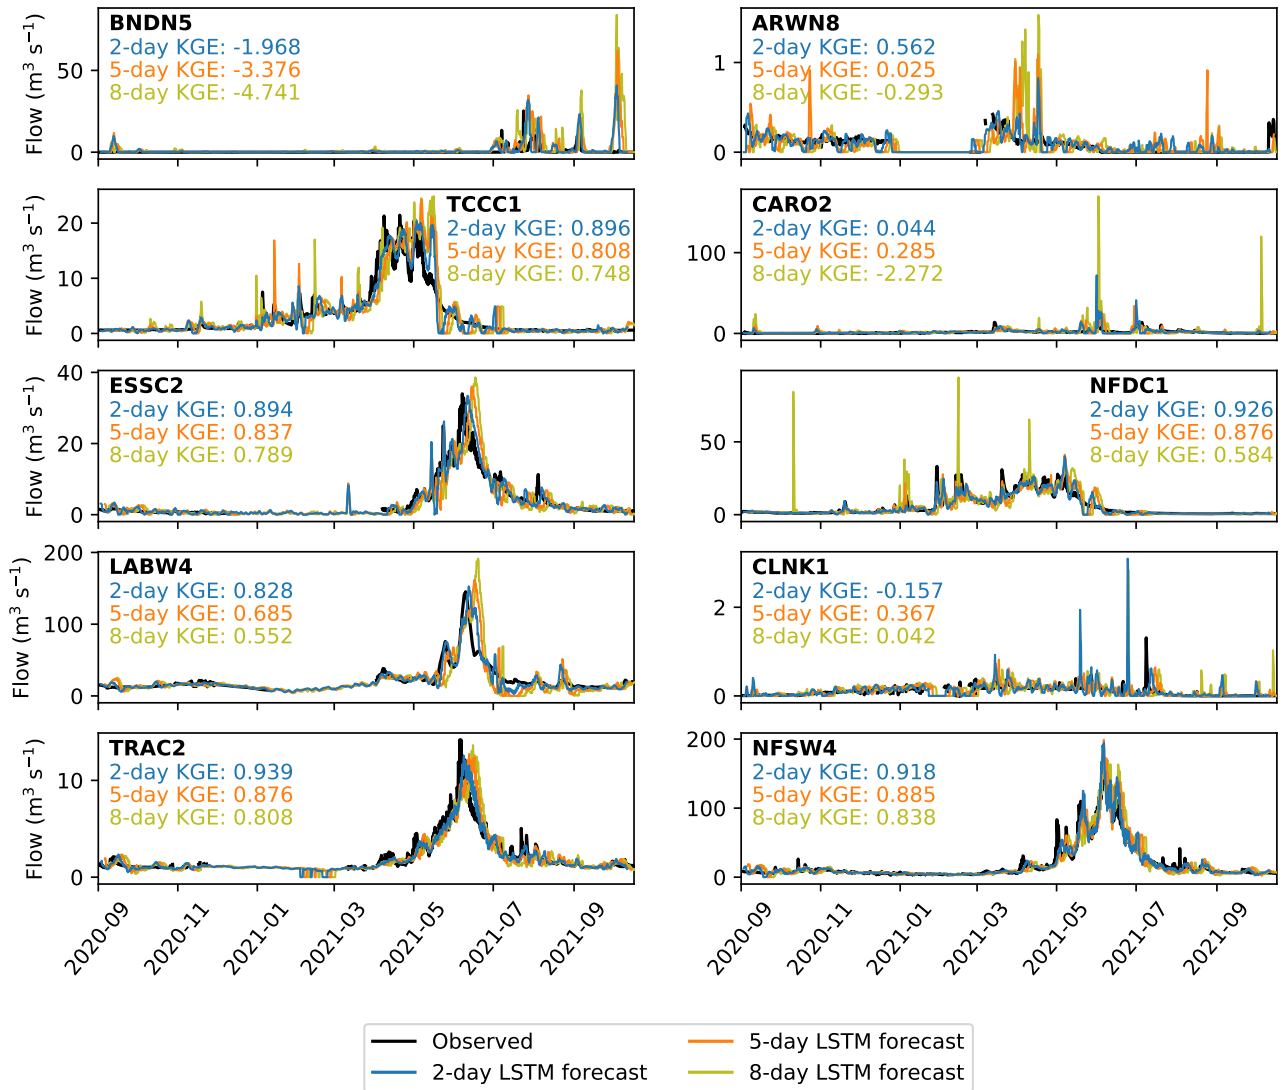 BNDN5
2-day KGE: -1.968
5-day KGE: -3.376
8-day KGE: -4.741
Flow (m³ s⁻¹)
50
0
ARWN8
2-day KGE: 0.562
5-day KGE: 0.025
8-day KGE: -0.293
1
0
TCCC1
2-day KGE: 0.896
5-day KGE: 0.808
8-day KGE: 0.748
Flow (m³ s⁻¹)
20
10
0
CARO2
2-day KGE: 0.044
5-day KGE: 0.285
8-day KGE: -2.272
100
0
ESSC2
2-day KGE: 0.894
5-day KGE: 0.837
8-day KGE: 0.789
Flow (m³ s⁻¹)
40
20
0
NFDC1
2-day KGE: 0.926
5-day KGE: 0.876
8-day KGE: 0.584
50
0
LABW4
2-day KGE: 0.828
5-day KGE: 0.685
8-day KGE: 0.552
Flow (m³ s⁻¹)
200
100
0
CLNK1
2-day KGE: -0.157
5-day KGE: 0.367
8-day KGE: 0.042
2
0
TRAC2
2-day KGE: 0.939
5-day KGE: 0.876
8-day KGE: 0.808
Flow (m³ s⁻¹)
10
0
NFSW4
2-day KGE: 0.918
5-day KGE: 0.885
8-day KGE: 0.838
200
100
0
2020-09 2020-11 2021-01 2021-03 2021-05 2021-07 2021-09
2020-09 2020-11 2021-01 2021-03 2021-05 2021-07 2021-09
Observed
2-day LSTM forecast
5-day LSTM forecast
8-day LSTM forecast